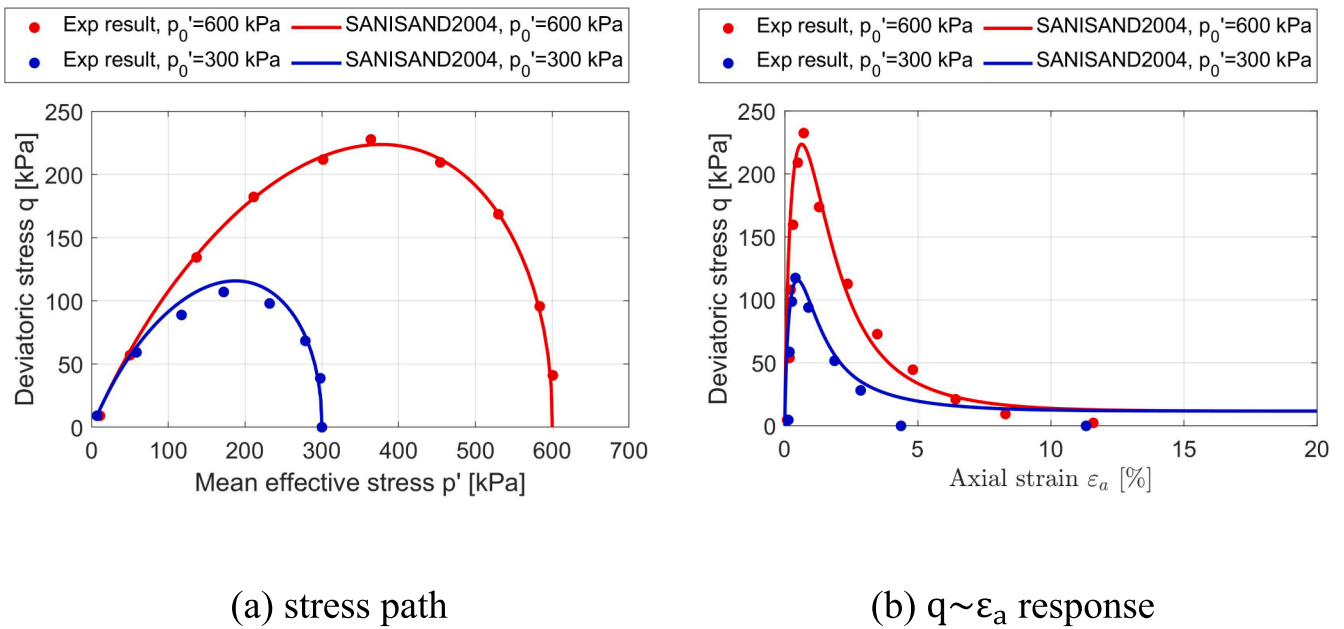 Exp result, p0'=600 kPa SANISAND2004, p0'=600 kPa
Exp result, p0'=300 kPa SANISAND2004, p0'=300 kPa
250
200
150
100
50
0
Deviatoric stress q [kPa]
0 100 200 300 400 500 600 700
Mean effective stress p' [kPa]
(a) stress path
Exp result, p0'=600 kPa SANISAND2004, p0'=600 kPa
Exp result, p0'=300 kPa SANISAND2004, p0'=300 kPa
250
200
150
100
50
0
Deviatoric stress q [kPa]
0 5 10 15 20
Axial strain εa [%]
(b) q~εa response